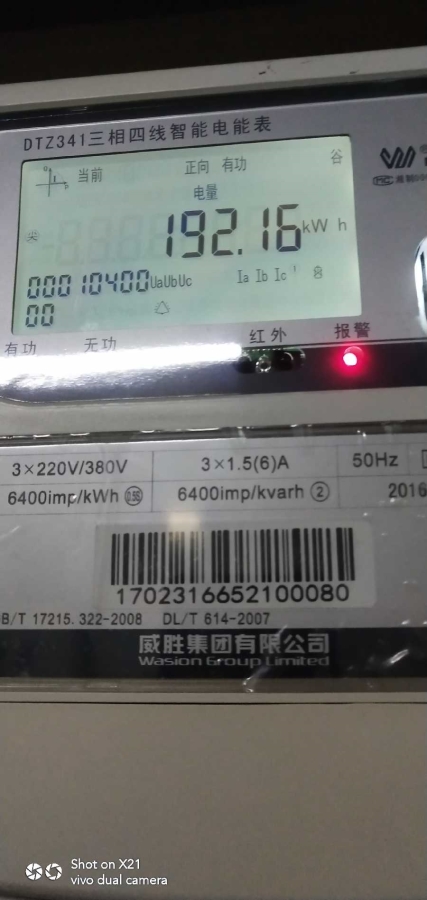 DTZ341三相四线智能电能表
当前 正向 有功 谷
电量
尖 192.16 kWh
00010400 UaUbUc Ia Ib Ic
00
有功 无功 红外 报警
3×220V/380V 3×1.5(6)A 50Hz
6400imp/kWh 0.5S 6400imp/kvarh ② 2016
1702316652100080
B/T 17215.322-2008 DL/T 614-2007
威胜集团有限公司
Wasion Group Limited
Shot on X21
vivo dual camera